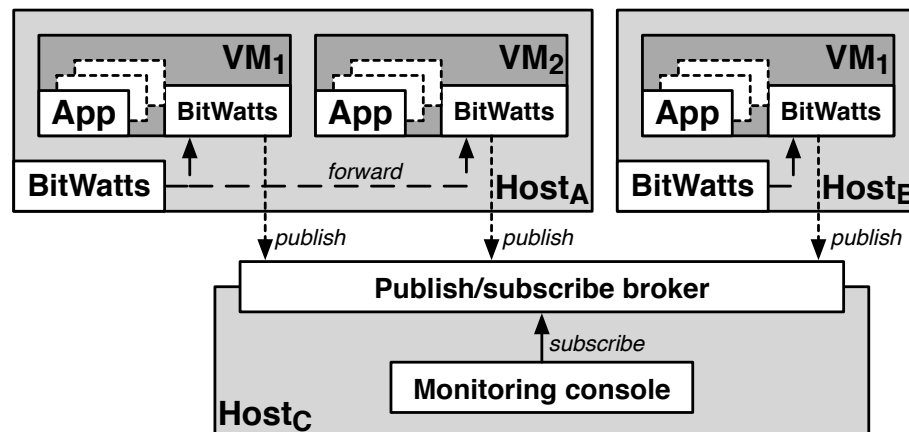 VM1
VM2
VM1
App
BitWatts
App
BitWatts
App
BitWatts
BitWatts
forward
HostA
BitWatts
HostB
publish
publish
publish
Publish/subscribe broker
subscribe
Monitoring console
HostC